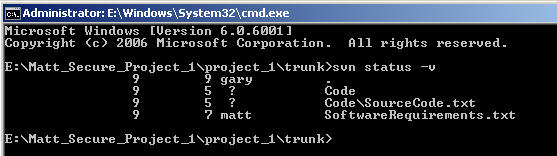 Administrator: E:\Windows\System32\cmd.exe
Microsoft Windows [Version 6.0.6001]
Copyright (c) 2006 Microsoft Corporation.  All rights reserved.
E:\Matt_Secure_Project_1\project_1\trunk>svn status -v
                 9        9 gary         .
                 9        5  ?           Code
                 9        5  ?           Code\SourceCode.txt
                 9        7 matt         SoftwareRequirements.txt
E:\Matt_Secure_Project_1\project_1\trunk>